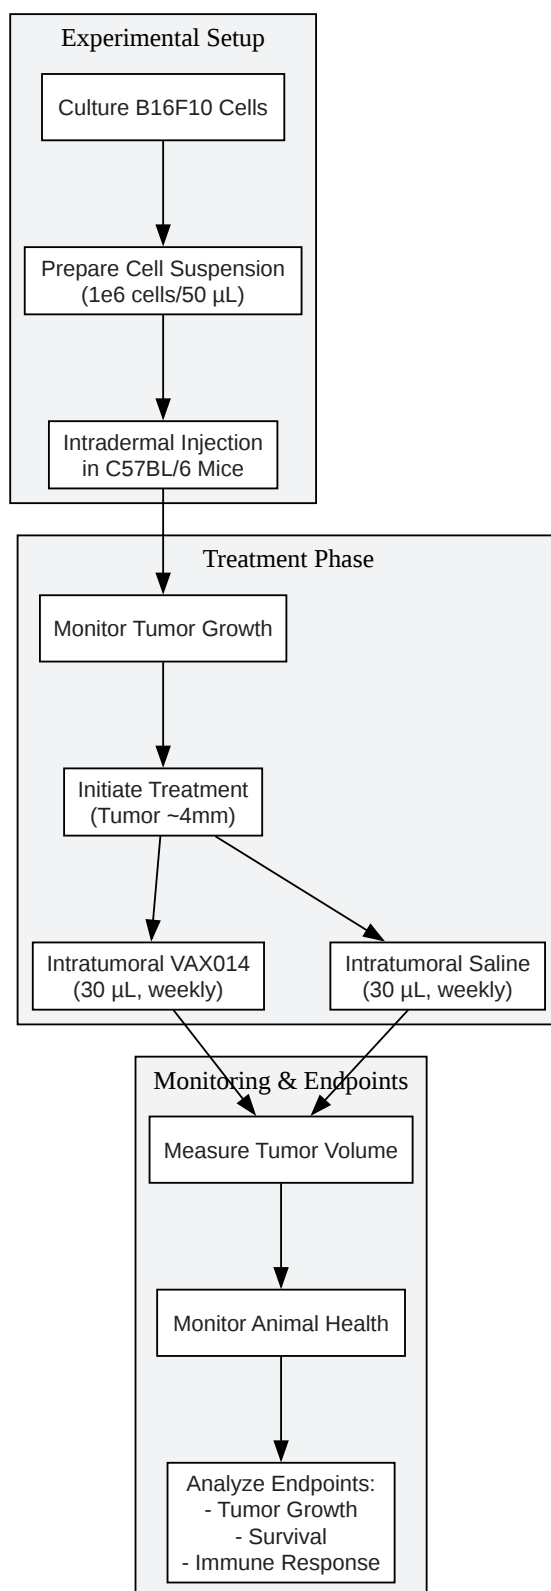 Experimental Setup
Culture B16F10 Cells
Prepare Cell Suspension
(1e6 cells/50 µL)
Intradermal Injection
in C57BL/6 Mice
Treatment Phase
Monitor Tumor Growth
Initiate Treatment
(Tumor ~4mm)
Intratumoral VAX014
(30 µL, weekly)
Intratumoral Saline
(30 µL, weekly)
Monitoring & Endpoints
Measure Tumor Volume
Monitor Animal Health
Analyze Endpoints:
- Tumor Growth
- Survival
- Immune Response